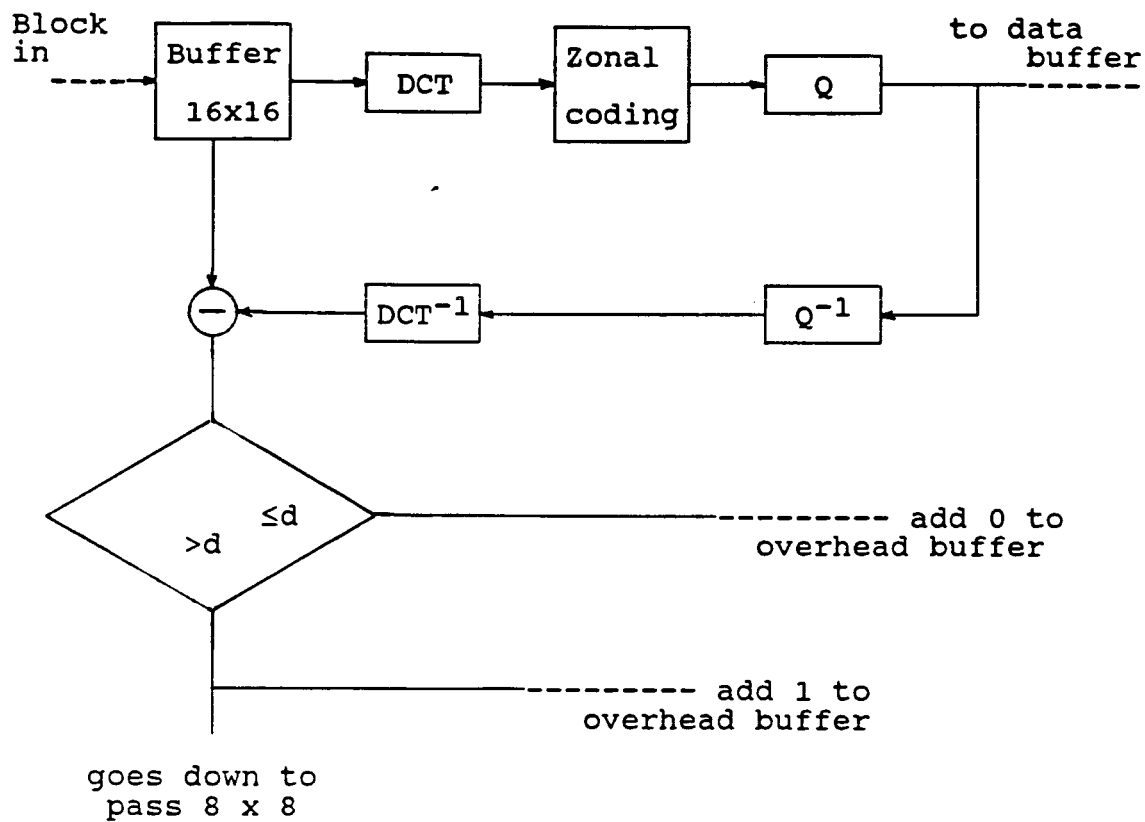 Block
in
Buffer
16x16
DCT
Zonal
coding
Q
to data
buffer
−
DCT⁻¹
Q⁻¹
≤d
>d
add 0 to
overhead buffer
add 1 to
overhead buffer
goes down to
pass 8 x 8